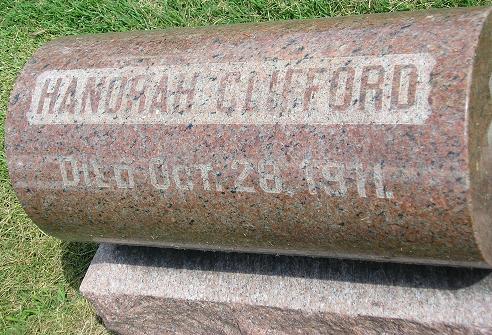 HANORAH CLIFFORD
DIED OCT. 28, 1911.